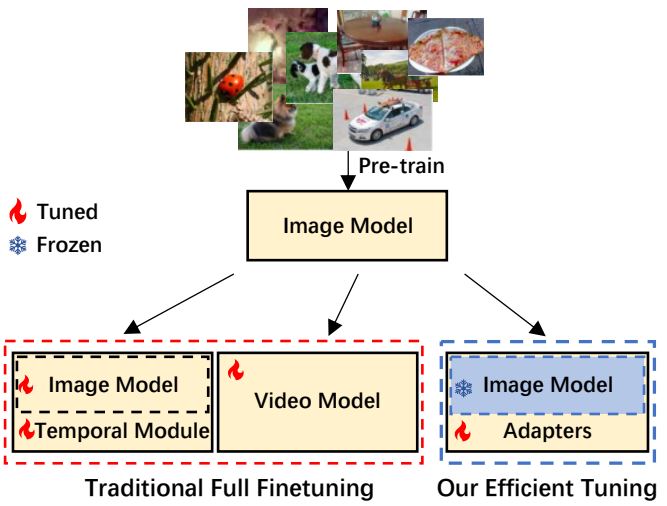 Pre-train
Image Model
Tuned
Frozen
Image Model
Temporal Module
Video Model
Image Model
Adapters
Traditional Full Finetuning
Our Efficient Tuning